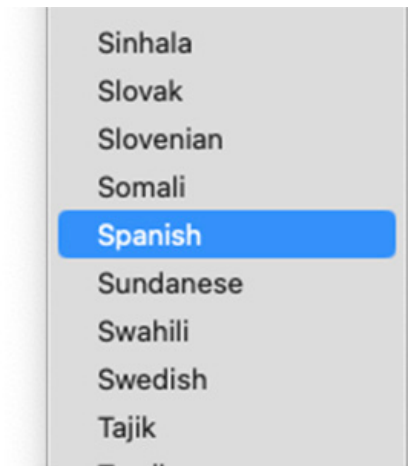 Sinhala
Slovak
Slovenian
Somali
Spanish
Sundanese
Swahili
Swedish
Tajik